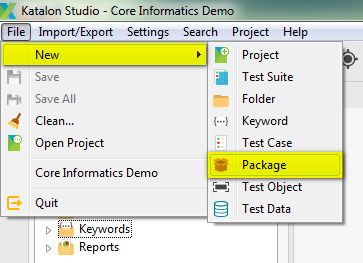 Katalon Studio - Core Informatics Demo
File Import/Export Settings Search Project Help
New
Save
Save All
Clean...
Open Project
Core Informatics Demo
Quit
Project
Test Suite
Folder
Keyword
Test Case
Package
Test Object
Test Data
Keywords
Reports